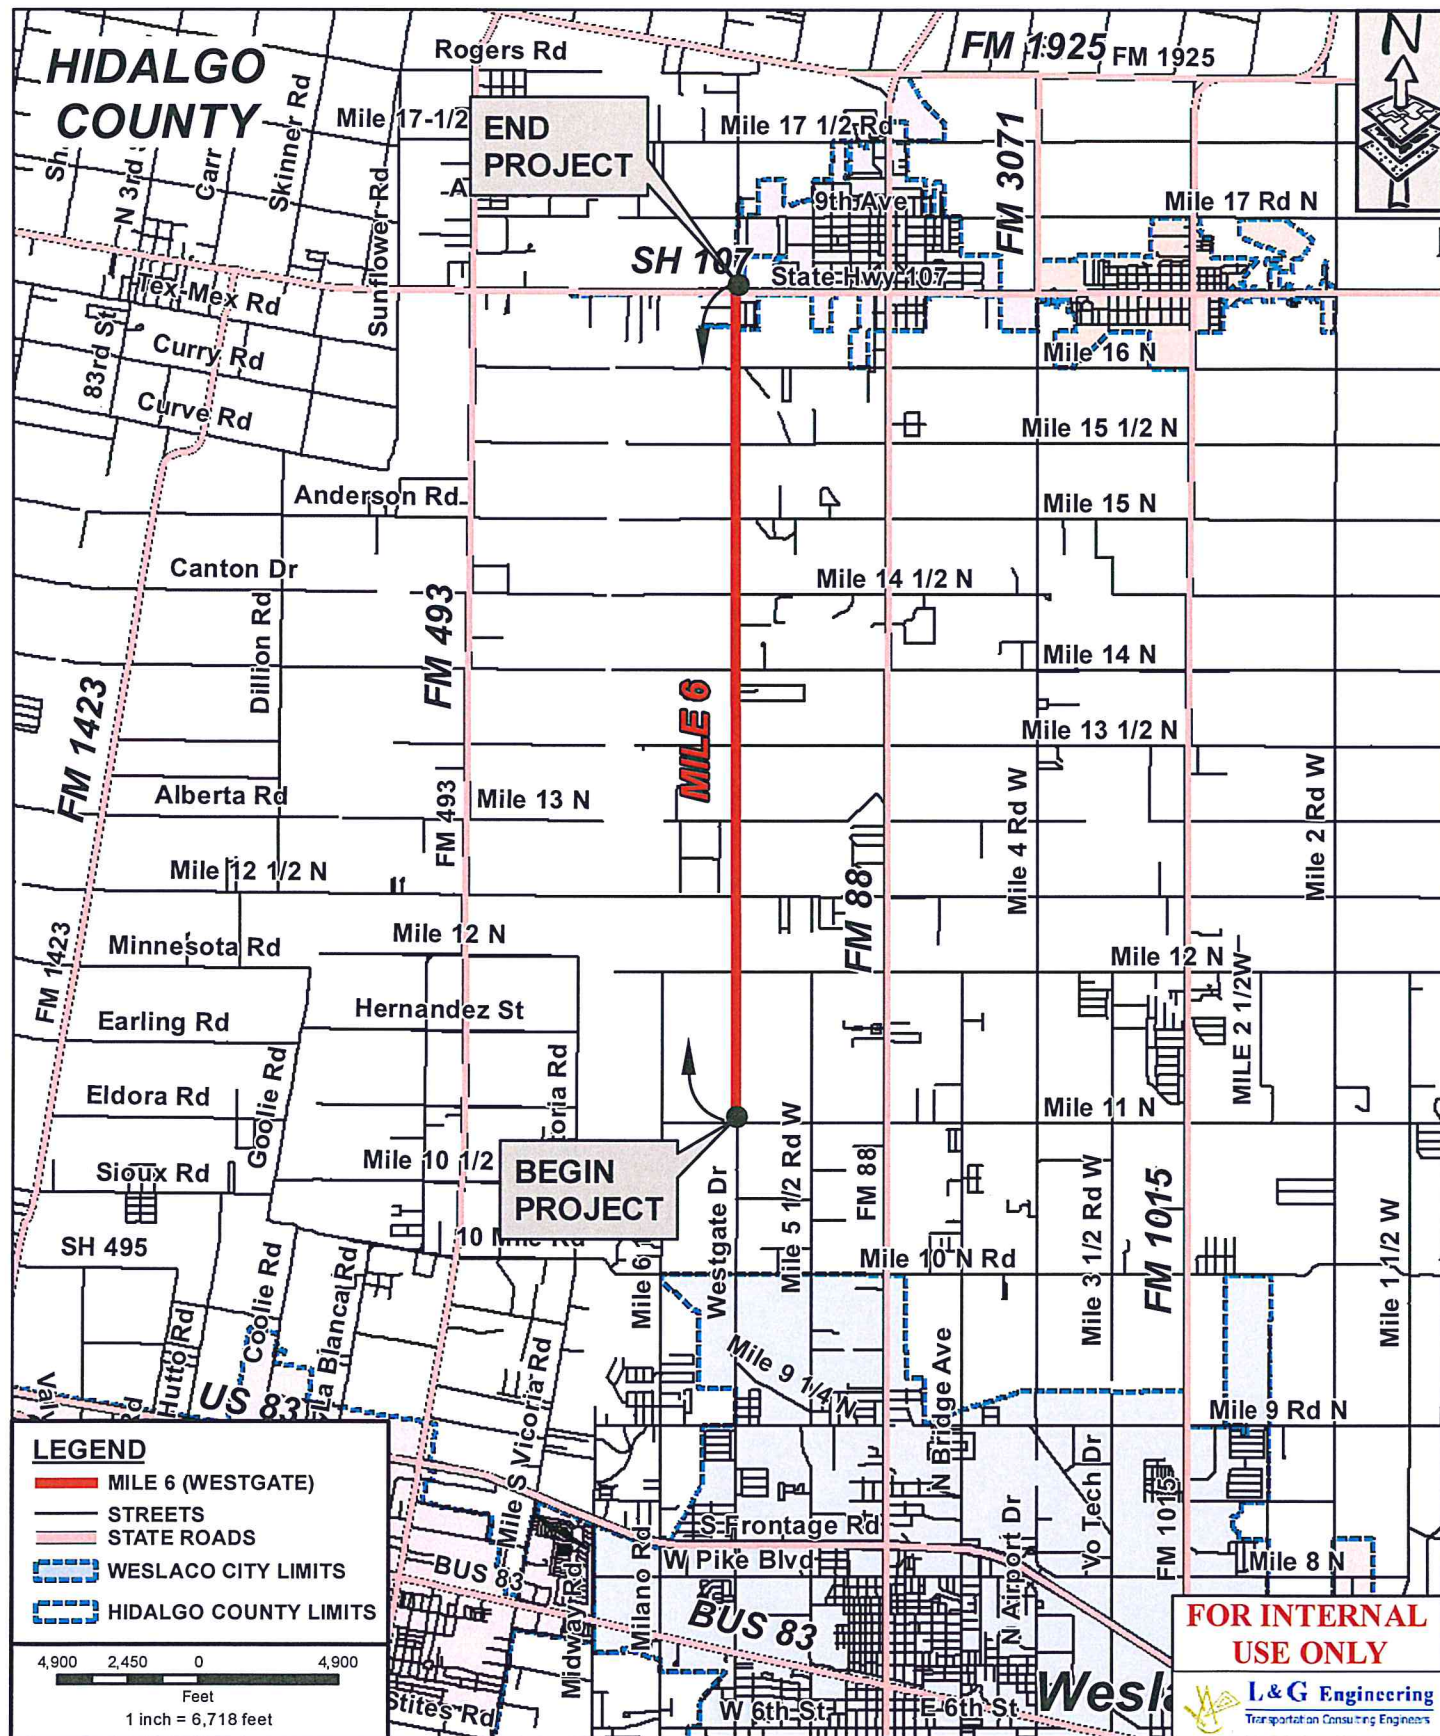 HIDALGO
COUNTY
Rogers Rd
FM 1925
FM 1925
N
Mile 17-1/2
END
PROJECT
Mile 17 1/2 Rd
FM 3071
Skinner Rd
Carr
N 3rd
Sunflower Rd
9th Ave
Mile 17 Rd N
SH 107
State Hwy 107
Tex-Mex Rd
83rd St
Curry Rd
Mile 16 N
Curve Rd
Mile 15 1/2 N
Anderson Rd
Mile 15 N
Canton Dr
Mile 14 1/2 N
Dillion Rd
FM 493
Mile 14 N
FM 1423
MILE 6
Mile 13 1/2 N
Alberta Rd
FM 493
Mile 13 N
Mile 4 Rd W
Mile 2 Rd W
Mile 12 1/2 N
FM 88
FM 1423
Minnesota Rd
Mile 12 N
Mile 12 N
MILE 2 1/2W
Earling Rd
Hernandez St
Eldora Rd
Goolie Rd
toria Rd
Mile 11 N
Sioux Rd
Mile 10 1/2
BEGIN
PROJECT
Westgate Dr
Mile 5 1/2 Rd W
FM 88
Mile 3 1/2 Rd W
FM 1015
Mile 1 1/2 W
SH 495
10 Mile Rd
Mile 6 1
Mile 10 N Rd
Hutto Rd
Coolie Rd
La Blanca Rd
Mile 9 1/4 N
N Bridge Ave
US 83
S Vicoria Rd
Mile 9 Rd N
LEGEND
MILE 6 (WESTGATE)
STREETS
STATE ROADS
WESLACO CITY LIMITS
HIDALGO COUNTY LIMITS
4,900 2,450 0 4,900
Feet
1 inch = 6,718 feet
Milano Rd
S Frontage Rd
W Pike Blvd
N Airport Dr
Vo Tech Dr
FM 1015
Mile 8 N
BUS 83
Midway Rd
BUS 83
Stites Rd
W 6th St
E 6th St
Wesla
FOR INTERNAL
USE ONLY
L&G Engineering
Transportation Consulting Engineers